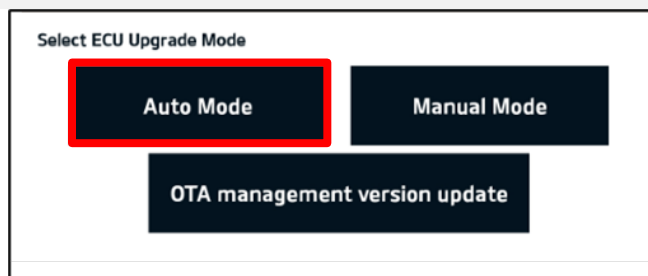 Select ECU Upgrade Mode
Auto Mode
Manual Mode
OTA management version update